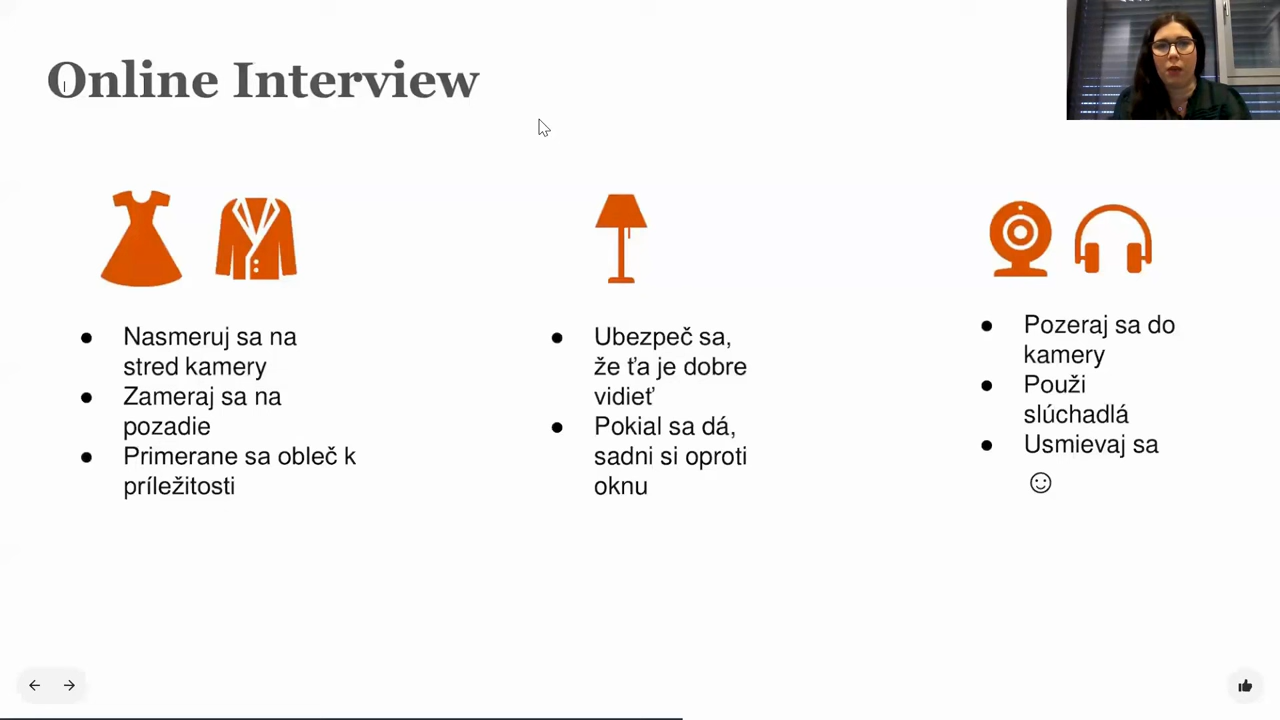 Online Interview
Nasmeruj sa na
stred kamery
Zameraj sa na
pozadie
Primerane sa obleč k
príležitosti
Ubezpeč sa,
že ťa je dobre
vidieť
Pokial sa dá,
sadni si oproti
oknu
Pozeraj sa do
kamery
Použi
slúchadlá
Usmievaj sa
☺